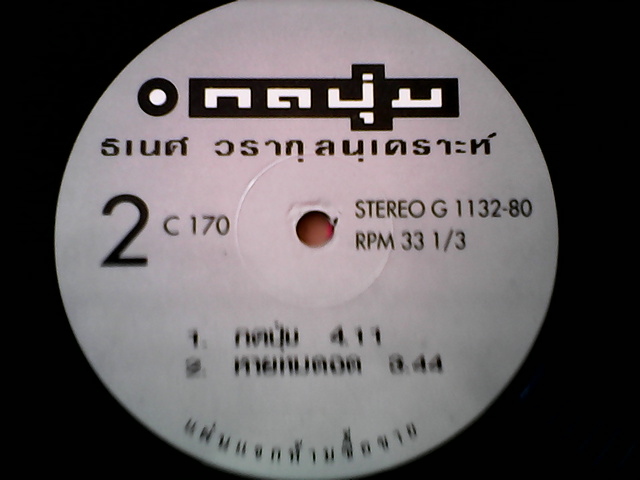 กดปุ่ม
ธเนศ วรากุลนุเคราะห์
2 C 170
STEREO G 1132-80
RPM 33 1/3
1. กดปุ่ม 4.11
2. 3.44
แผ่นแจกห้ามซื้อขาย